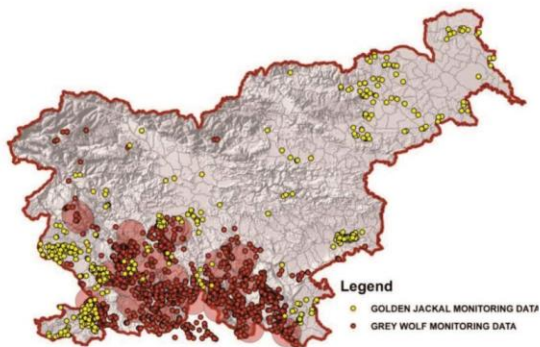 Legend
GOLDEN JACKAL MONITORING DATA
GREY WOLF MONITORING DATA